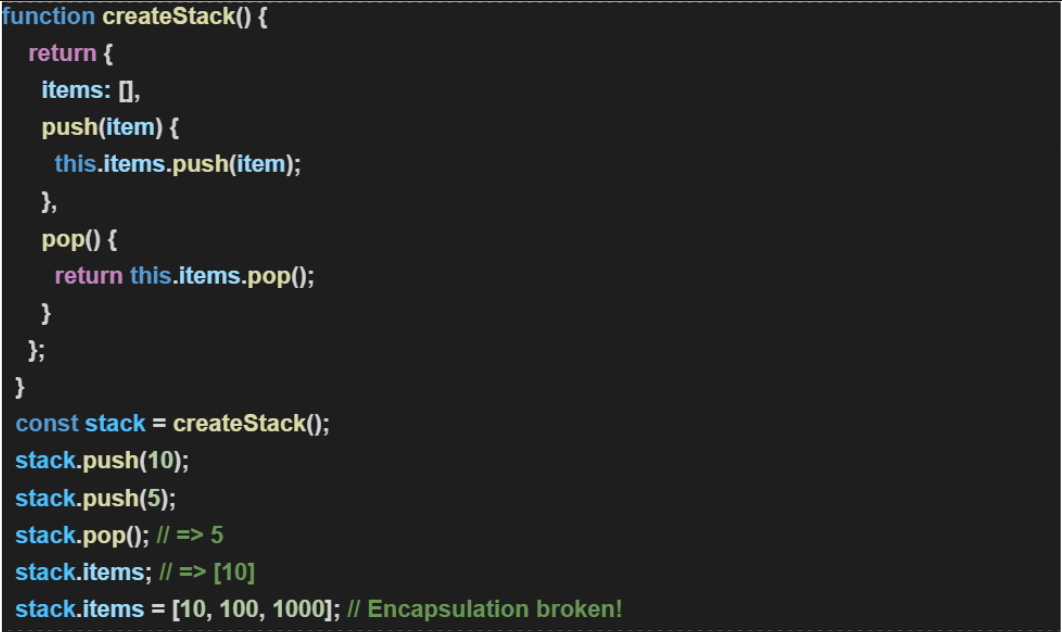 function createStack() {
return {
items: [],
push(item) {
this.items.push(item);
},
pop() {
return this.items.pop();
}
};
}
const stack = createStack();
stack.push(10);
stack.push(5);
stack.pop(); // => 5
stack.items; // => [10]
stack.items = [10, 100, 1000]; // Encapsulation broken!